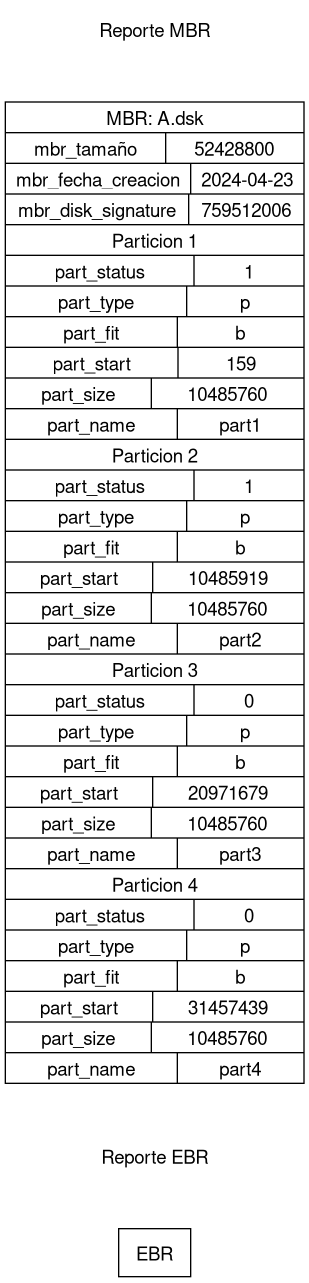 Reporte MBR
MBR: A.dsk
mbr_tamaño 52428800
mbr_fecha_creacion 2024-04-23
mbr_disk_signature 759512006
Particion 1
part_status 1
part_type p
part_fit b
part_start 159
part_size 10485760
part_name part1
Particion 2
part_status 1
part_type p
part_fit b
part_start 10485919
part_size 10485760
part_name part2
Particion 3
part_status 0
part_type p
part_fit b
part_start 20971679
part_size 10485760
part_name part3
Particion 4
part_status 0
part_type p
part_fit b
part_start 31457439
part_size 10485760
part_name part4
Reporte EBR
EBR